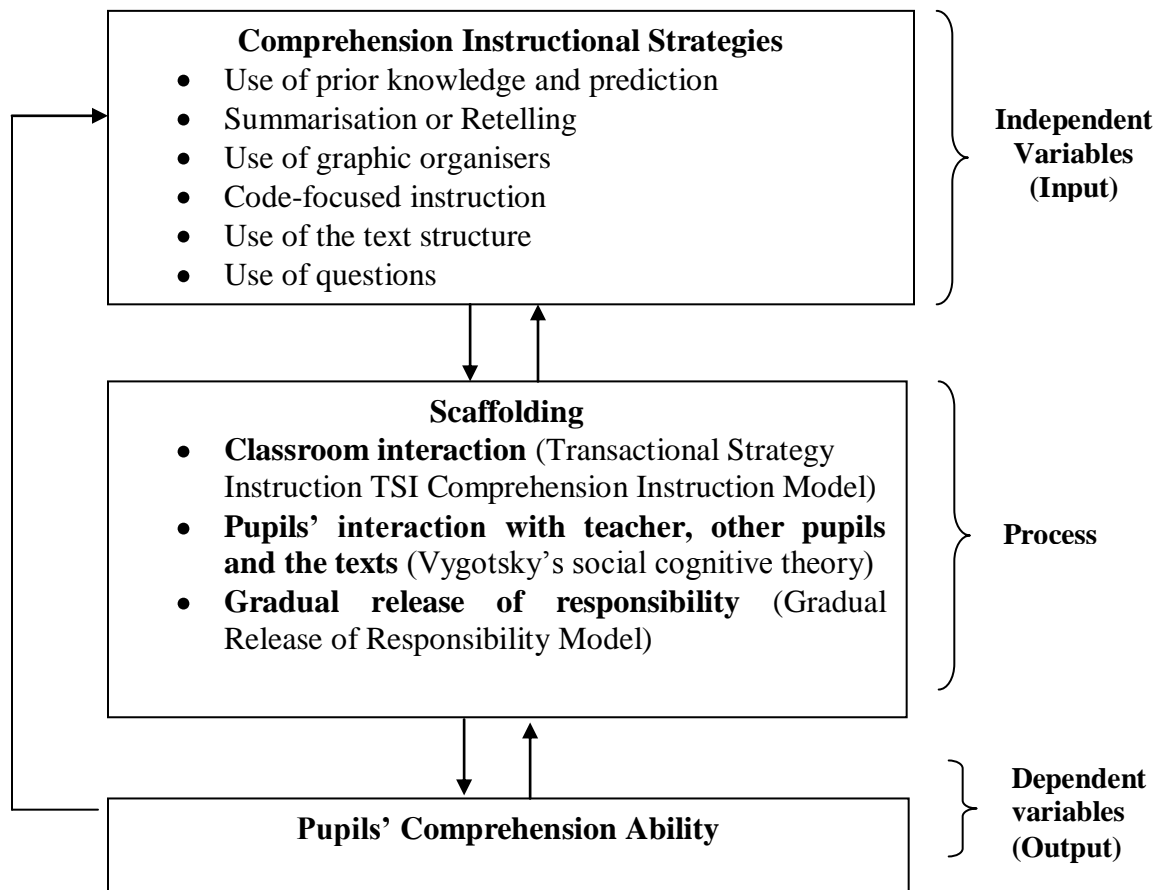 Comprehension Instructional Strategies
● Use of prior knowledge and prediction
● Summarisation or Retelling
● Use of graphic organisers
● Code-focused instruction
● Use of the text structure
● Use of questions
Independent
Variables
(Input)
Scaffolding
● Classroom interaction (Transactional Strategy
Instruction TSI Comprehension Instruction Model)
● Pupils’ interaction with teacher, other pupils
and the texts (Vygotsky’s social cognitive theory)
● Gradual release of responsibility (Gradual
Release of Responsibility Model)
Process
Pupils’ Comprehension Ability
Dependent
variables
(Output)